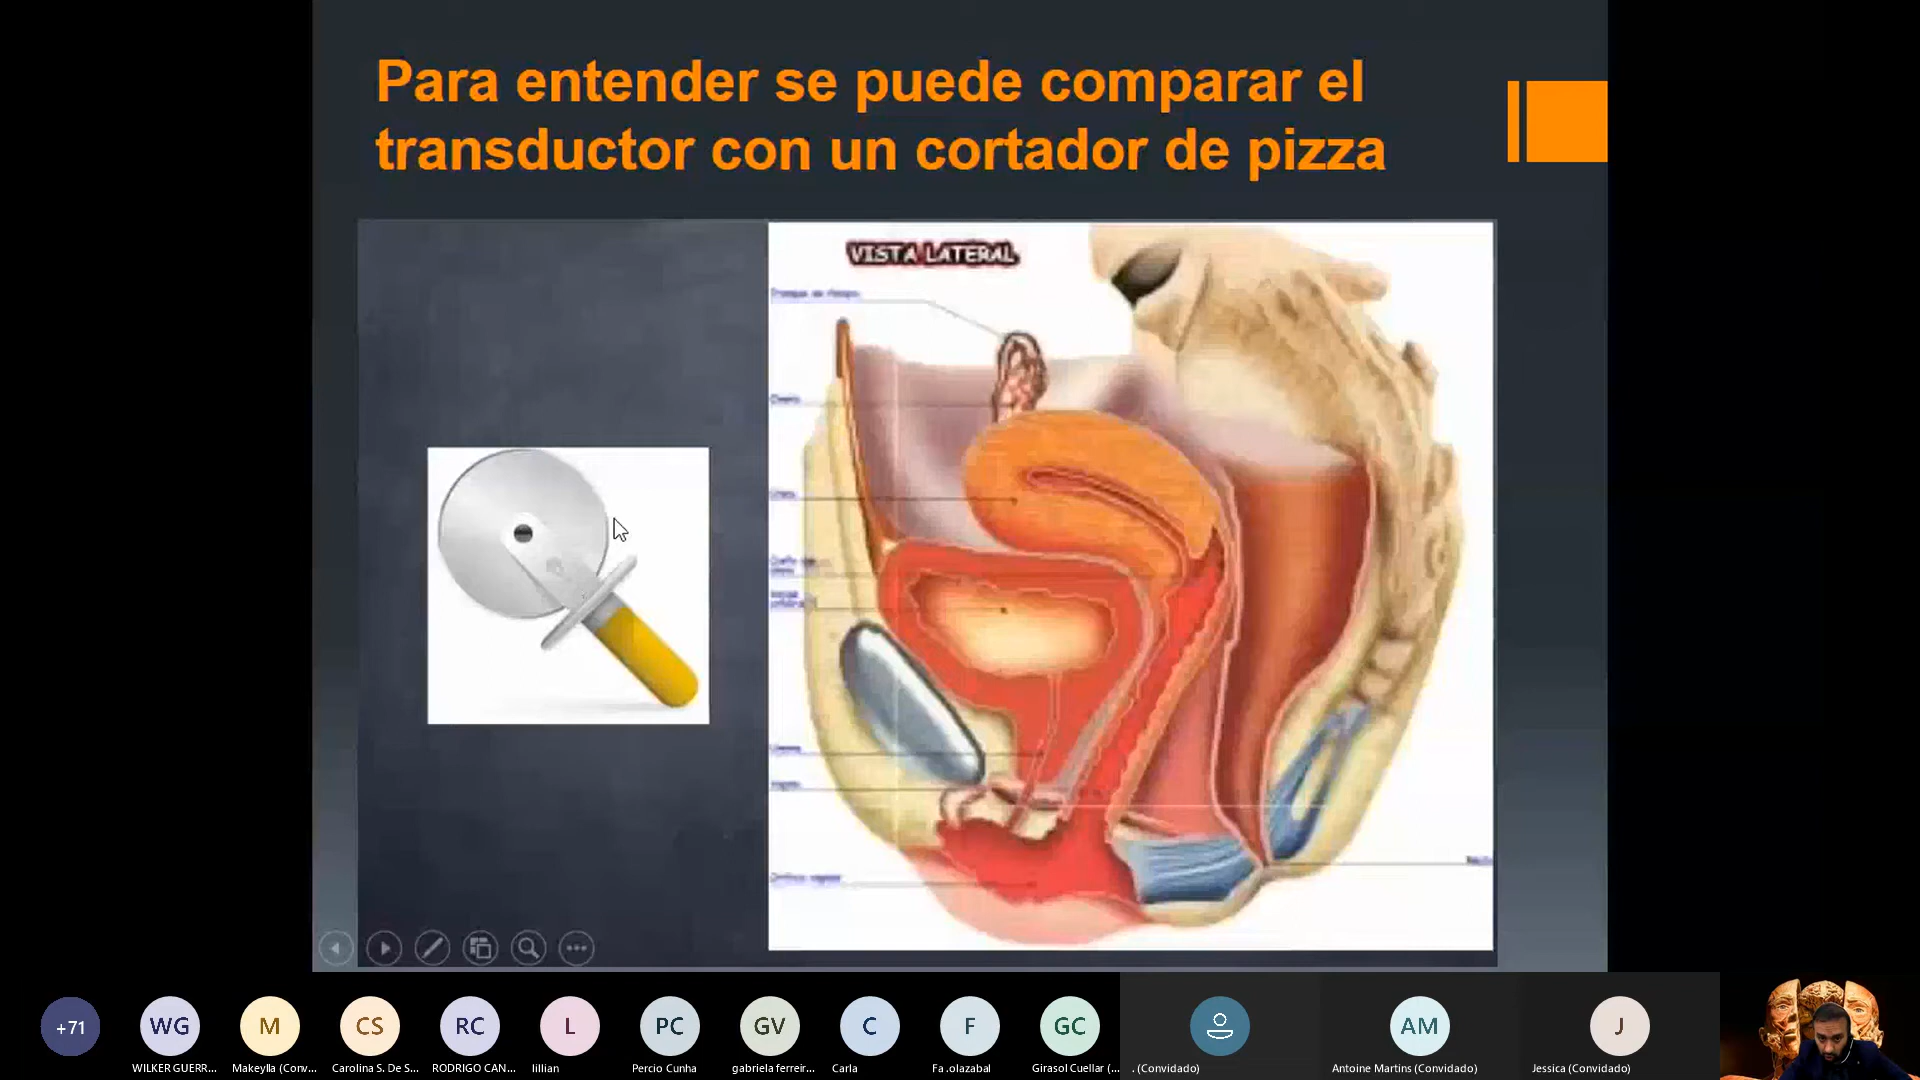 Para entender se puede comparar el
transductor con un cortador de pizza
VISTA LATERAL
Ovario
+71
WG
M
CS
RC
L
PC
GV
C
F
GC
AM
J
WILKER GUERR...
Makeylla (Conv...
Carolina S. De S...
RODRIGO CAN...
lillian
Percio Cunha
gabriela ferreir...
Carla
Fa .olazabal
Girasol Cuellar (...
. (Convidado)
Antoine Martins (Convidado)
Jessica (Convidado)